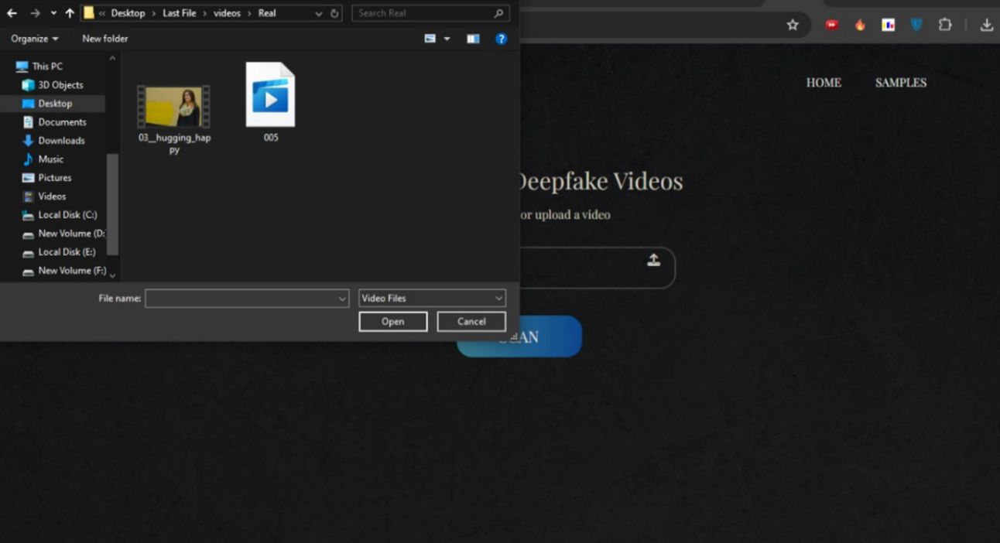 « Desktop › Last File › videos › Real
Search Real
Organize
New folder
This PC
3D Objects
Desktop
Documents
Downloads
Music
Pictures
Videos
Local Disk (C:)
New Volume (D:
Local Disk (E:)
New Volume (F:)
03__hugging_hap
py
005
File name:
Video Files
Open
Cancel
HOME
SAMPLES
Deepfake Videos
or upload a video
SCAN